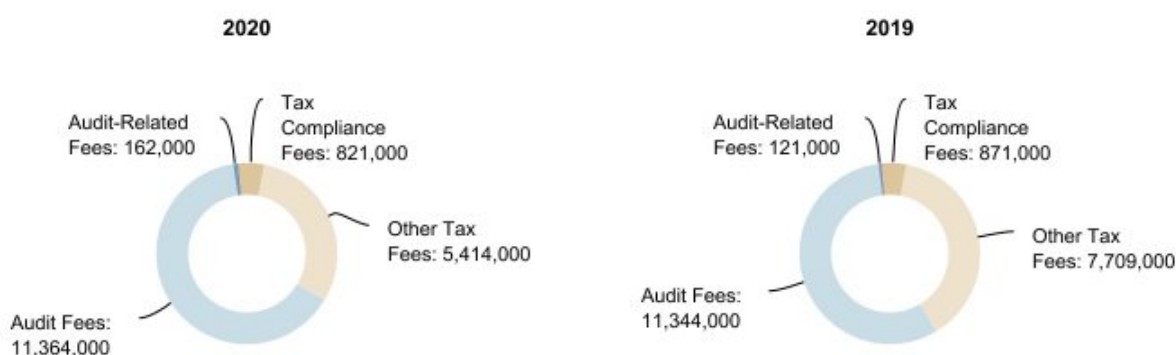 2020
Audit-Related
Fees: 162,000
Tax
Compliance
Fees: 821,000
Other Tax
Fees: 5,414,000
Audit Fees:
11,364,000
2019
Audit-Related
Fees: 121,000
Tax
Compliance
Fees: 871,000
Other Tax
Fees: 7,709,000
Audit Fees:
11,344,000